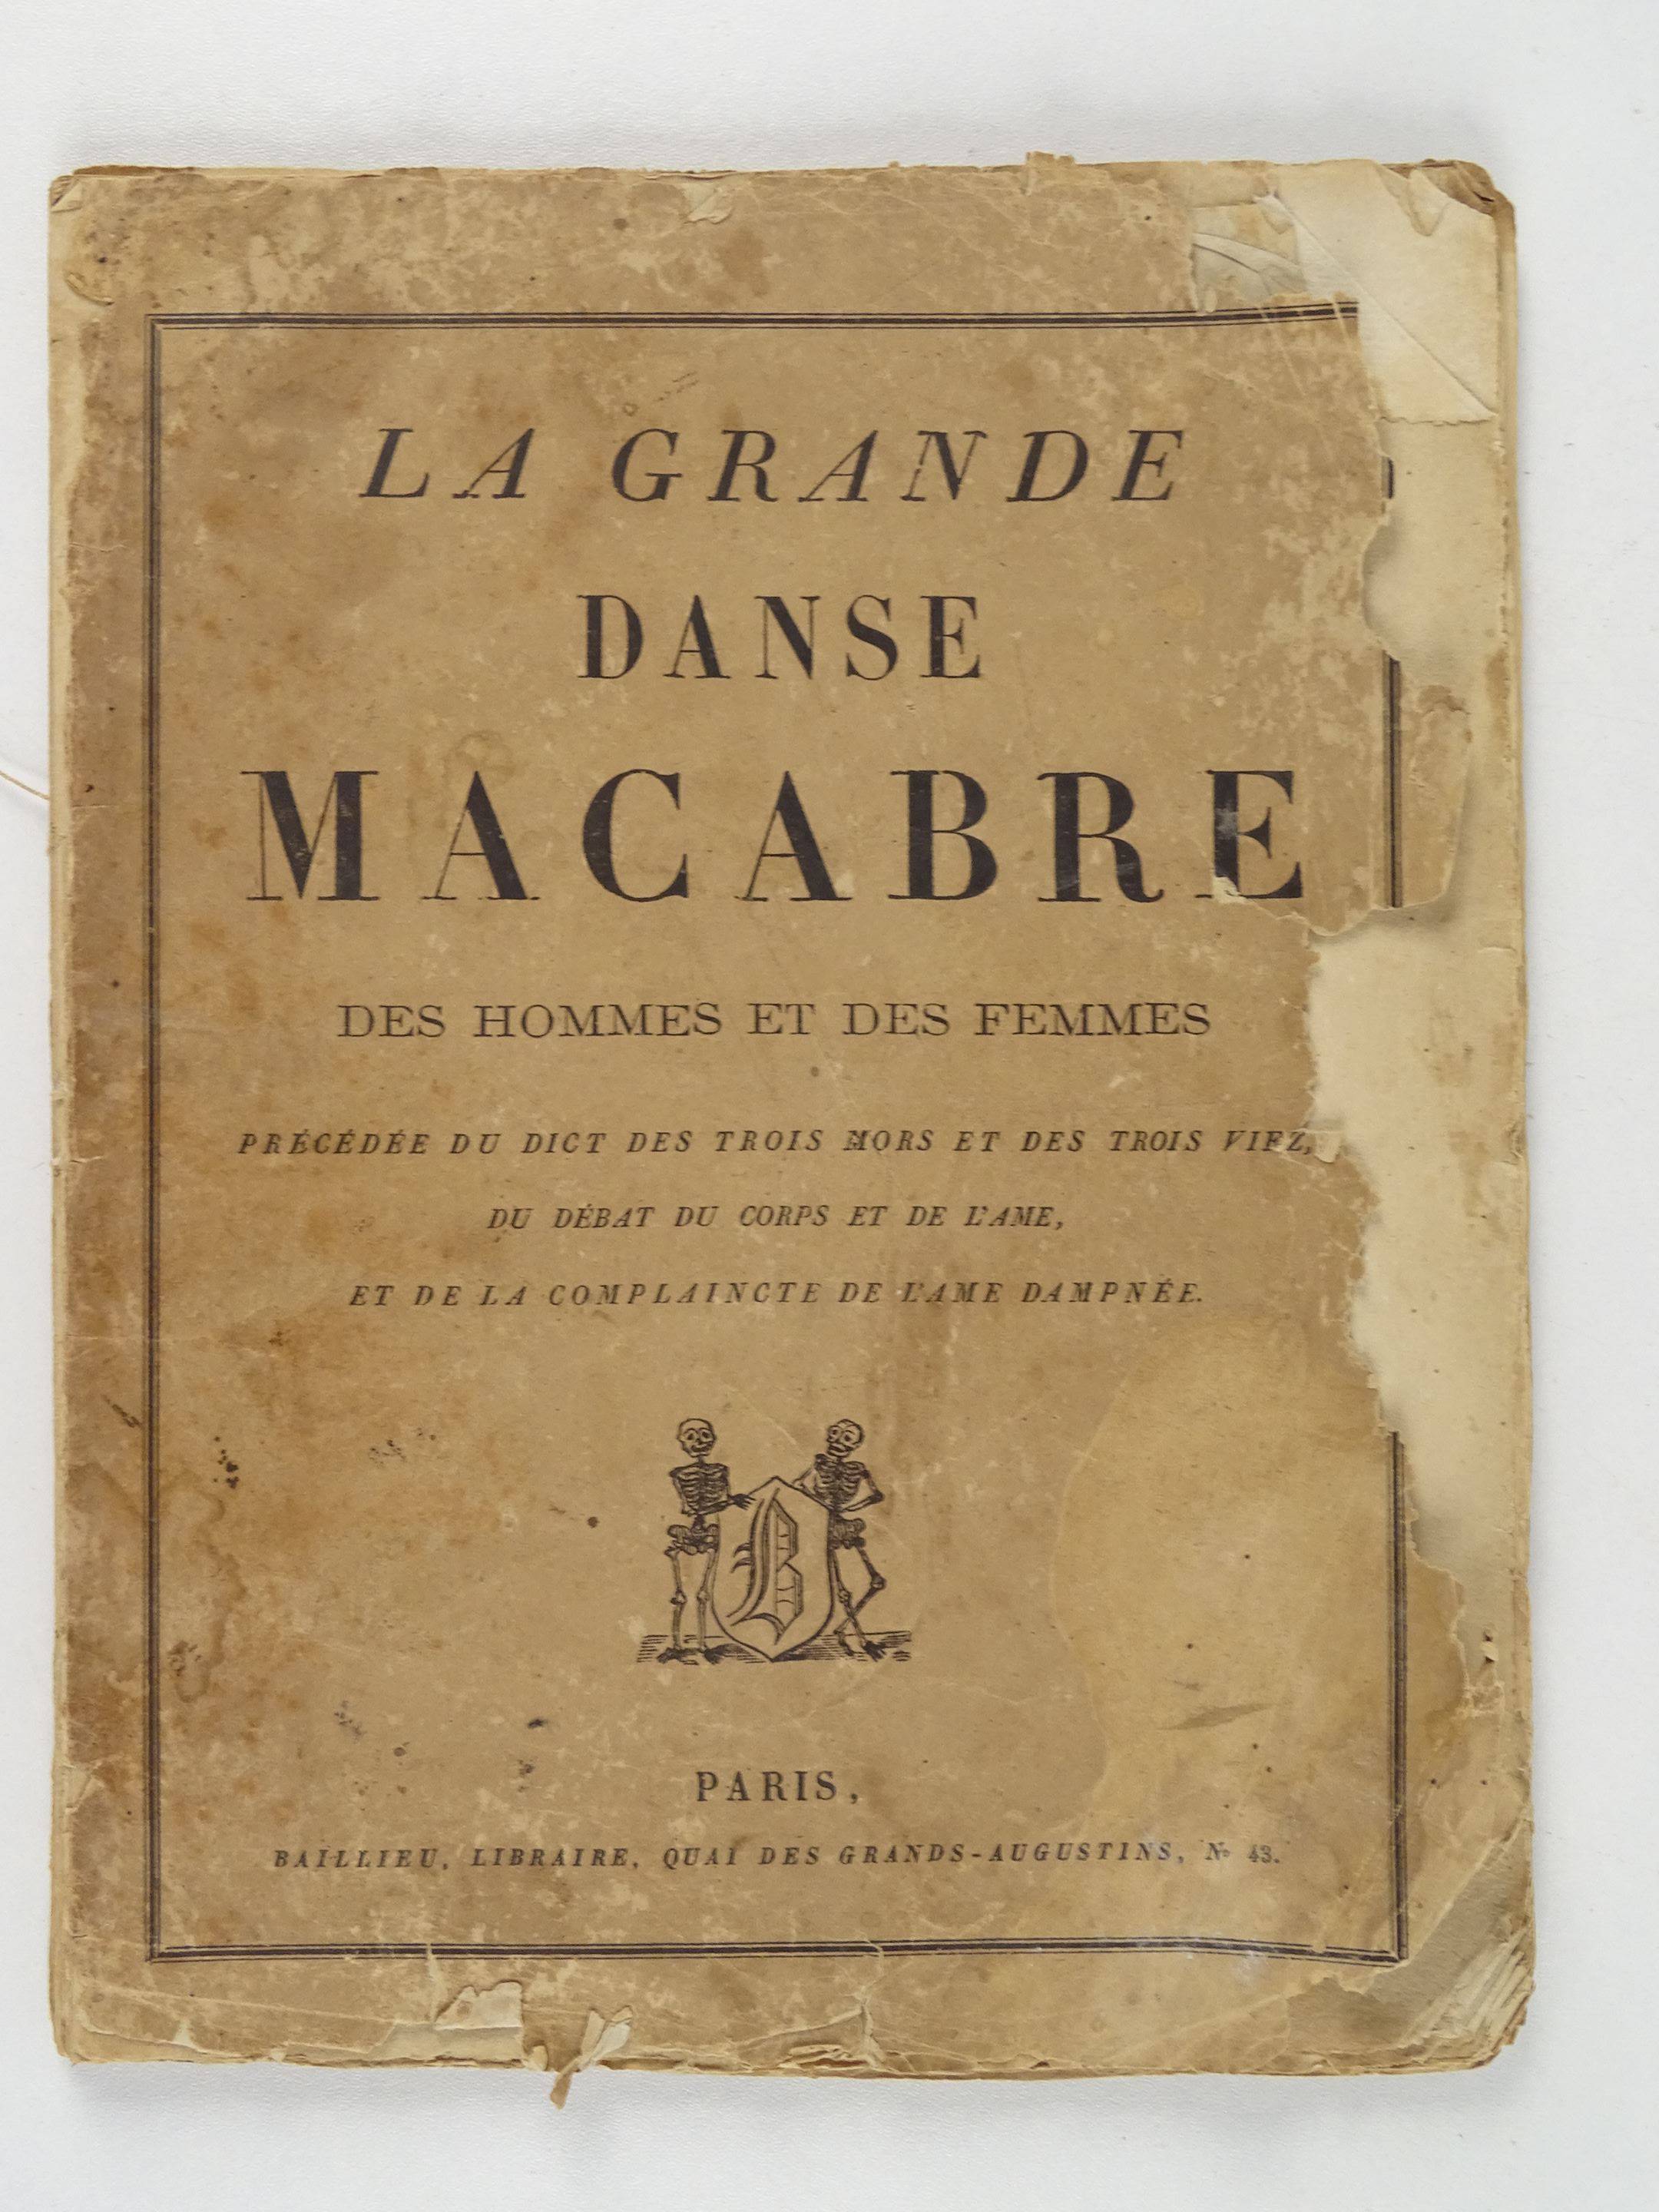 LA GRANDE
DANSE
MACABRE
DES HOMMES ET DES FEMMES
PRÉCÉDÉE DU DICT DES TROIS MORS ET DES TROIS VIFZ,
DU DÉBAT DU CORPS ET DE L'AME,
ET DE LA COMPLAINCTE DE L'AME DAMPNÉE.
B
PARIS,
BAILLIEU, LIBRAIRE, QUAI DES GRANDS-AUGUSTINS, No 43.